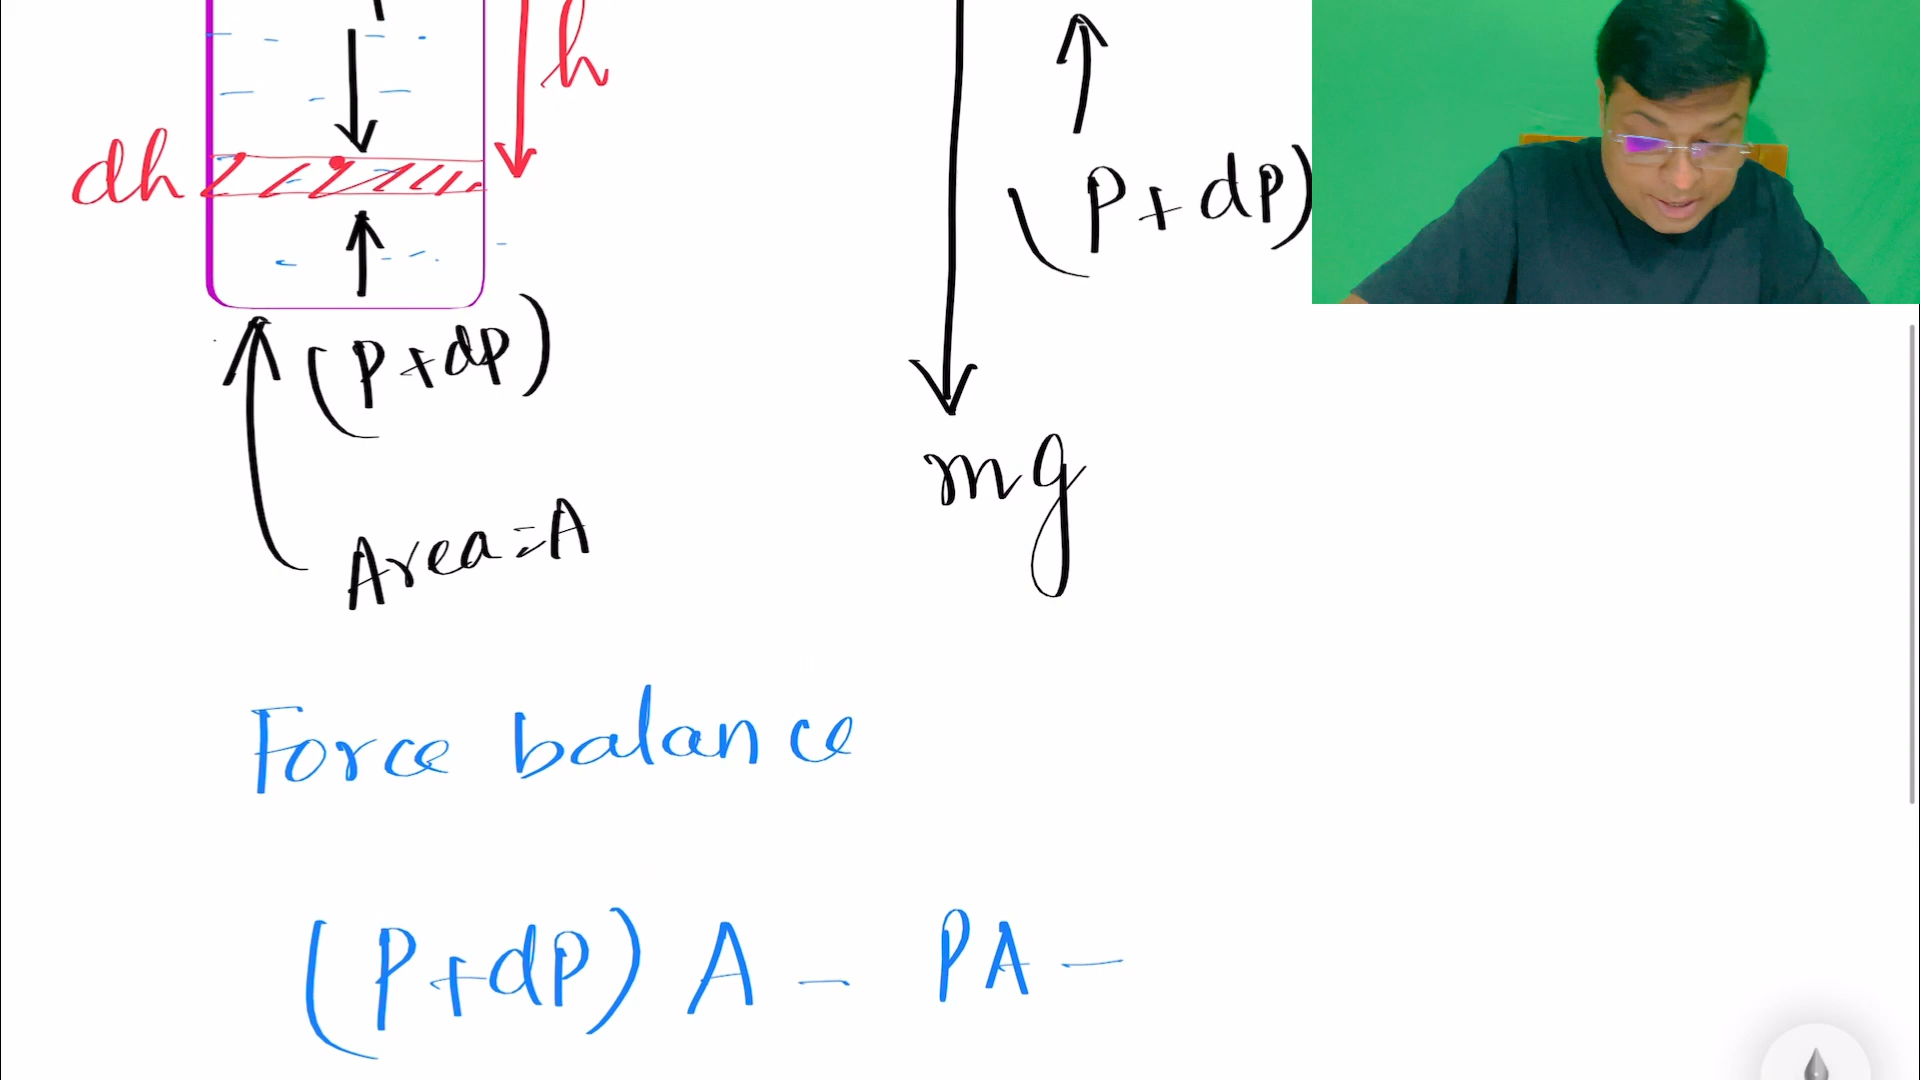 h
dh
(P+dP)
(P+dP)
mg
Area=A
Force balance
(P+dP) A - PA -